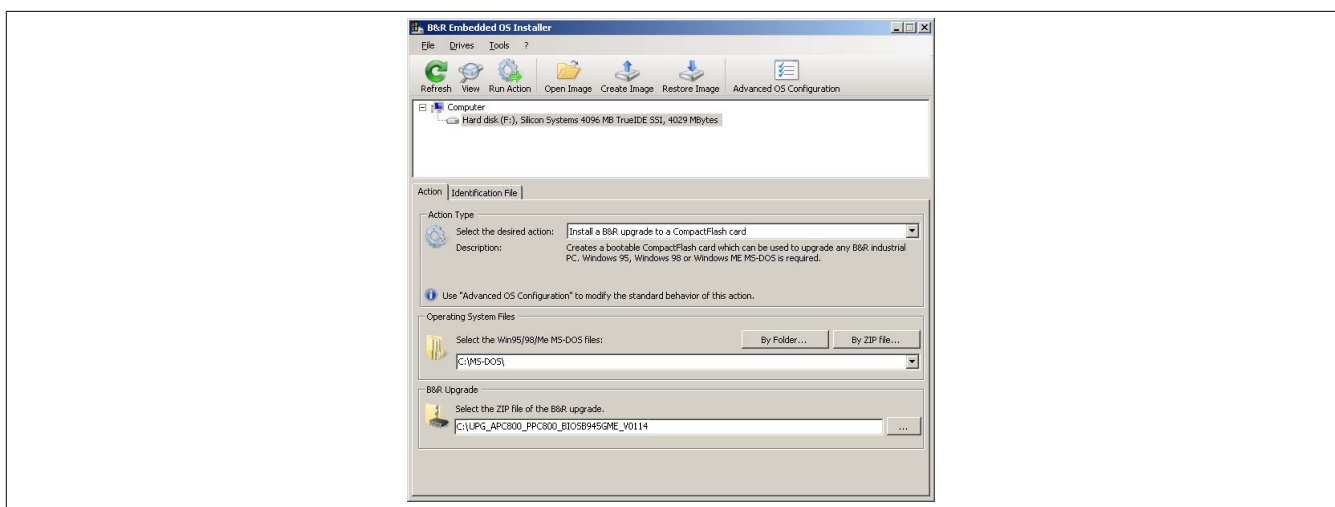 B&R Embedded OS Installer
File Drives Tools ?
Refresh View Run Action Open Image Create Image Restore Image Advanced OS Configuration
Computer
Hard disk (F:), Silicon Systems 4096 MB TrueIDE SSI, 4029 MBytes
Action Identification File
Action Type
Select the desired action: Install a B&R upgrade to a CompactFlash card
Description: Creates a bootable CompactFlash card which can be used to upgrade any B&R industrial
PC. Windows 95, Windows 98 or Windows ME MS-DOS is required.
Use "Advanced OS Configuration" to modify the standard behavior of this action.
Operating System Files
Select the Win95/98/Me MS-DOS files: By Folder... By ZIP file...
C:\MS-DOS\
B&R Upgrade
Select the ZIP file of the B&R upgrade.
C:\UPG_APC800_PPC800_BIOSB945GME_V0114 ...